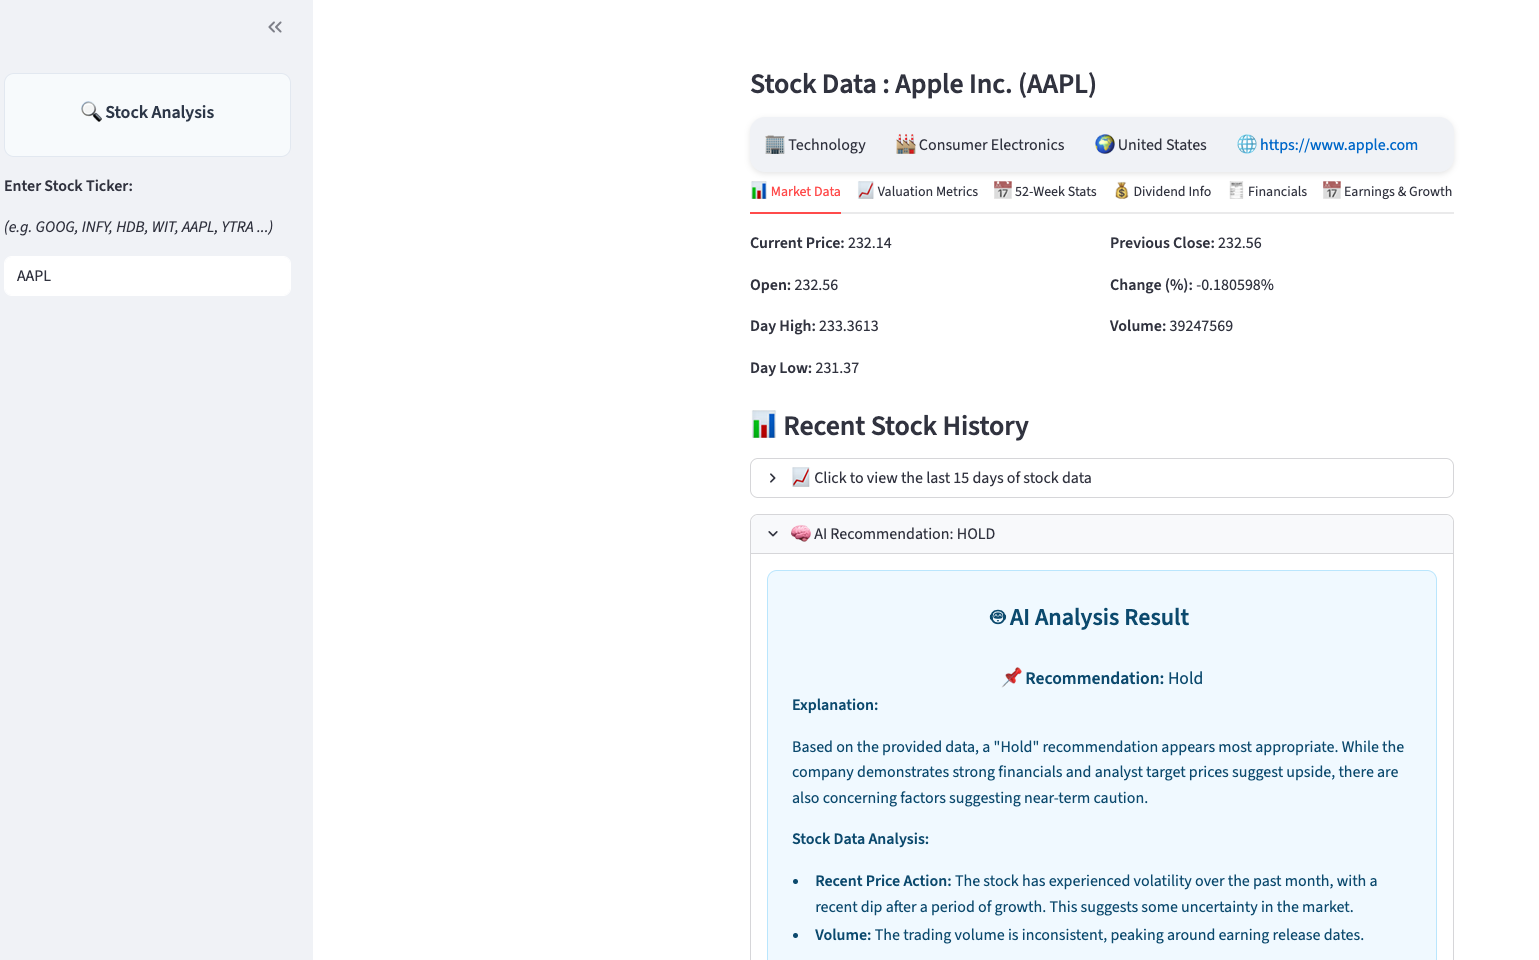 Stock Analysis
Enter Stock Ticker:
(e.g. GOOG, INFY, HDB, WIT, AAPL, YTRA ...)
AAPL
Stock Data : Apple Inc. (AAPL)
Technology Consumer Electronics United States https://www.apple.com
Market Data Valuation Metrics 52-Week Stats Dividend Info Financials Earnings & Growth
Current Price: 232.14 Previous Close: 232.56
Open: 232.56 Change (%): -0.180598%
Day High: 233.3613 Volume: 39247569
Day Low: 231.37
Recent Stock History
Click to view the last 15 days of stock data
AI Recommendation: HOLD
AI Analysis Result
Recommendation: Hold
Explanation:
Based on the provided data, a "Hold" recommendation appears most appropriate. While the
company demonstrates strong financials and analyst target prices suggest upside, there are
also concerning factors suggesting near-term caution.
Stock Data Analysis:
• Recent Price Action: The stock has experienced volatility over the past month, with a
recent dip after a period of growth. This suggests some uncertainty in the market.
• Volume: The trading volume is inconsistent, peaking around earning release dates.